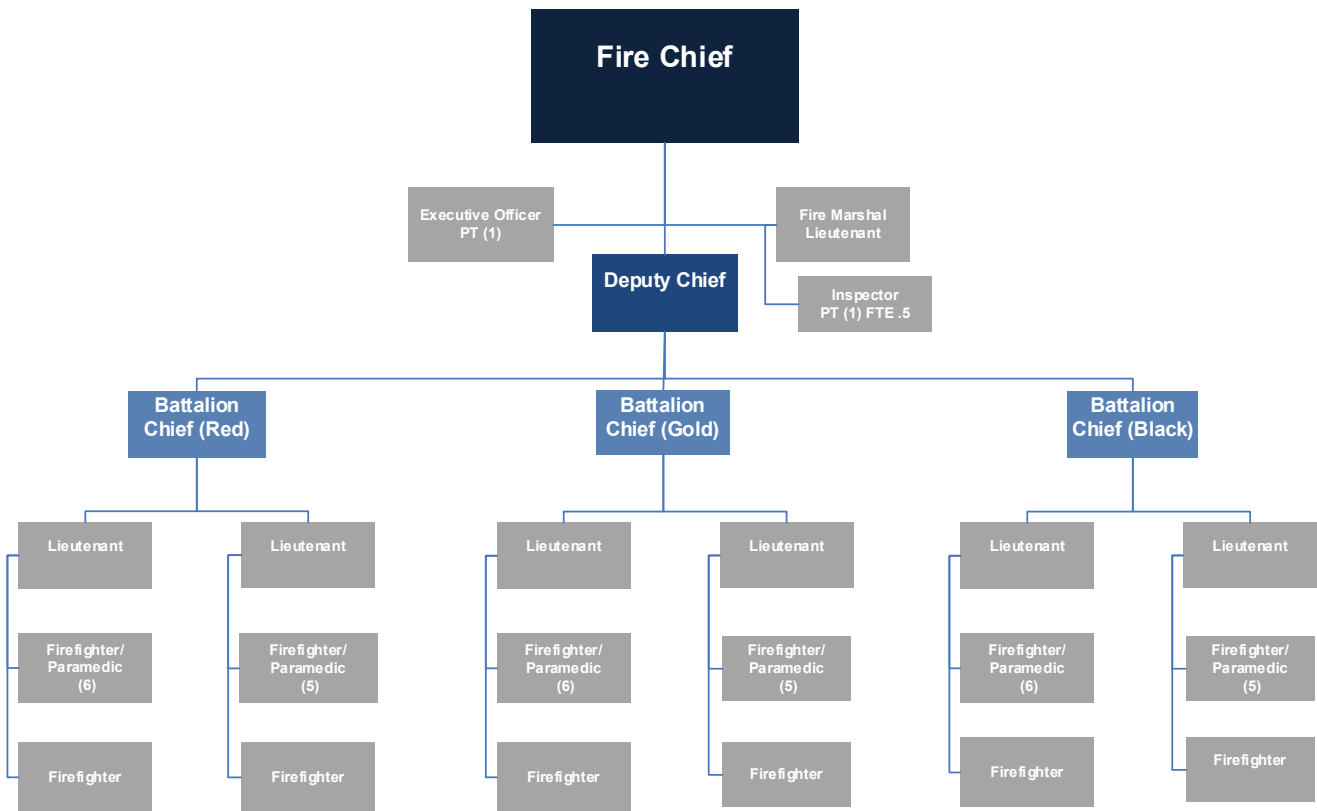 Fire Chief
Executive Officer
PT (1)
Fire Marshal
Lieutenant
Deputy Chief
Inspector
PT (1) FTE .5
Battalion
Chief (Red)
Battalion
Chief (Gold)
Battalion
Chief (Black)
Lieutenant
Lieutenant
Lieutenant
Lieutenant
Lieutenant
Lieutenant
Firefighter/
Paramedic
(6)
Firefighter/
Paramedic
(5)
Firefighter/
Paramedic
(6)
Firefighter/
Paramedic
(5)
Firefighter/
Paramedic
(6)
Firefighter/
Paramedic
(5)
Firefighter
Firefighter
Firefighter
Firefighter
Firefighter
Firefighter